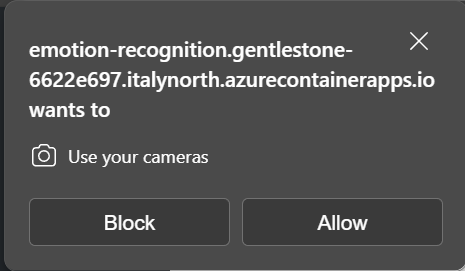 emotion-recognition.gentlestone-
6622e697.italynorth.azurecontainerapps.io
wants to
Use your cameras
Block
Allow